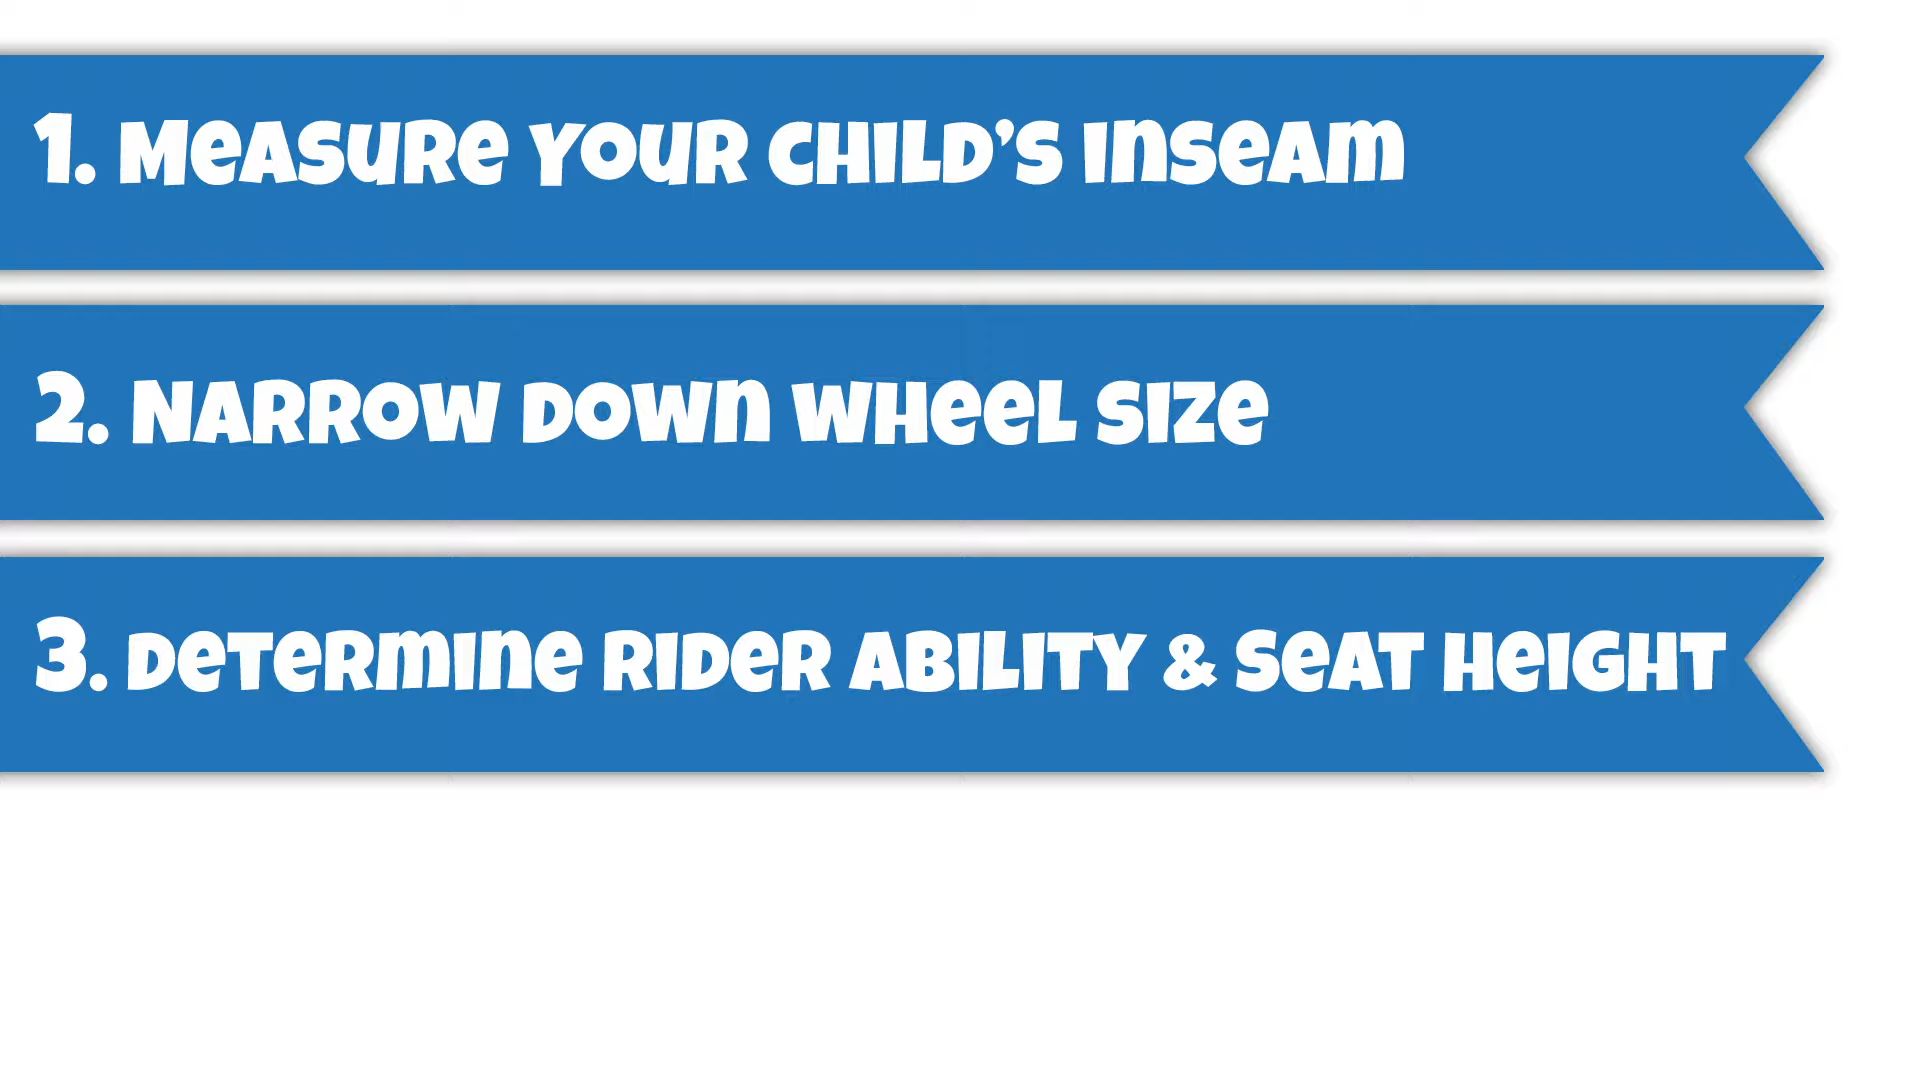 1. Measure Your Child's Inseam
2. Narrow Down Wheel Size
3. Determine Rider Ability & Seat Height